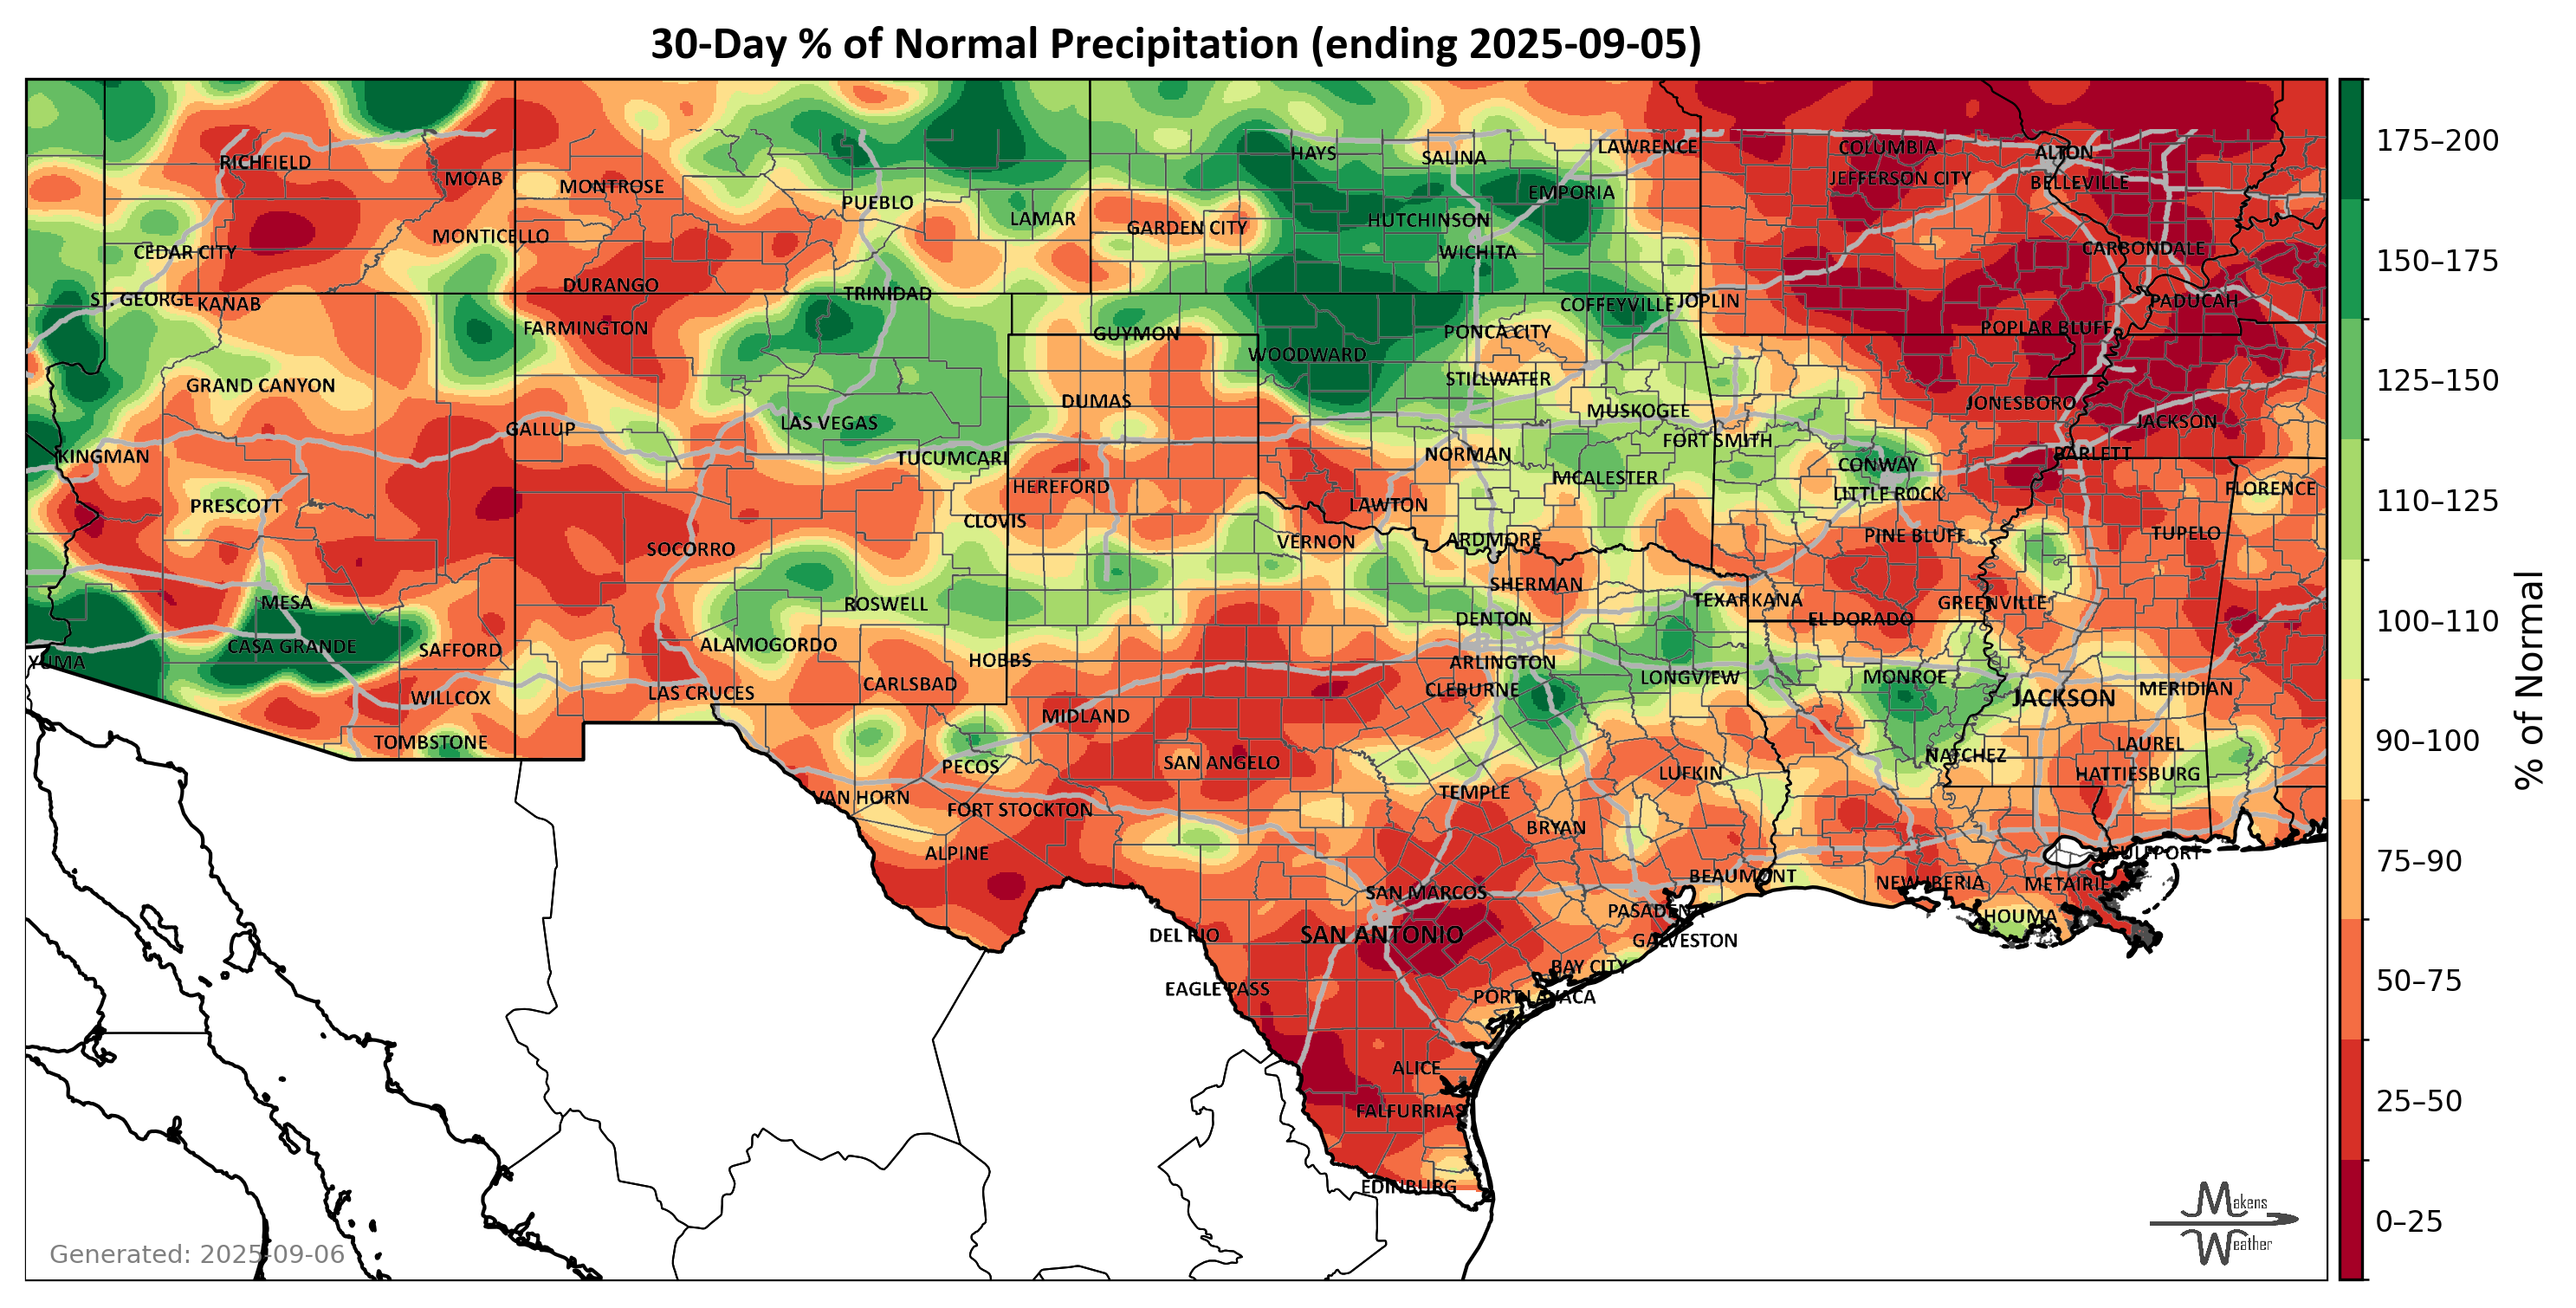 30-Day % of Normal Precipitation (ending 2025-09-05)
RICHFIELD
MOAB
MONTROSE
PUEBLO
LAMAR
HAYS
SALINA
LAWRENCE
COLUMBIA
ALTON
JEFFERSON CITY
BELLEVILLE
EMPORIA
GARDEN CITY
HUTCHINSON
WICHITA
CARBONDALE
MONTICELLO
CEDAR CITY
DURANGO
TRINIDAD
ST. GEORGE
KANAB
COFFEYVILLE
JOPLIN
PADUCAH
FARMINGTON
GUYMON
PONCA CITY
POPLAR BLUFF
WOODWARD
STILLWATER
GRAND CANYON
DUMAS
MUSKOGEE
JONESBORO
JACKSON
LAS VEGAS
GALLUP
FORT SMITH
KINGMAN
TUCUMCARI
NORMAN
BARLETT
CONWAY
MCALESTER
HEREFORD
LITTLE ROCK
FLORENCE
PRESCOTT
LAWTON
CLOVIS
PINE BLUFF
TUPELO
SOCORRO
VERNON
ARDMORE
SHERMAN
MESA
ROSWELL
TEXARKANA
GREENVILLE
DENTON
EL DORADO
CASA GRANDE
SAFFORD
ALAMOGORDO
HOBBS
ARLINGTON
YUMA
LONGVIEW
MONROE
CARLSBAD
CLEBURNE
JACKSON
MERIDIAN
WILLCOX
LAS CRUCES
MIDLAND
TOMBSTONE
LAUREL
PECOS
SAN ANGELO
NATCHEZ
LUFKIN
HATTIESBURG
VAN HORN
FORT STOCKTON
TEMPLE
BRYAN
ALPINE
GULFPORT
BEAUMONT
NEW IBERIA
METAIRIE
SAN MARCOS
PASADENA
HOUMA
DEL RIO
SAN ANTONIO
GALVESTON
BAY CITY
EAGLE PASS
PORT LAVACA
ALICE
FALFURRIAS
EDINBURG
175–200
150–175
125–150
110–125
100–110
90–100
75–90
50–75
25–50
0–25
% of Normal
Generated: 2025-09-06
Makens
Weather